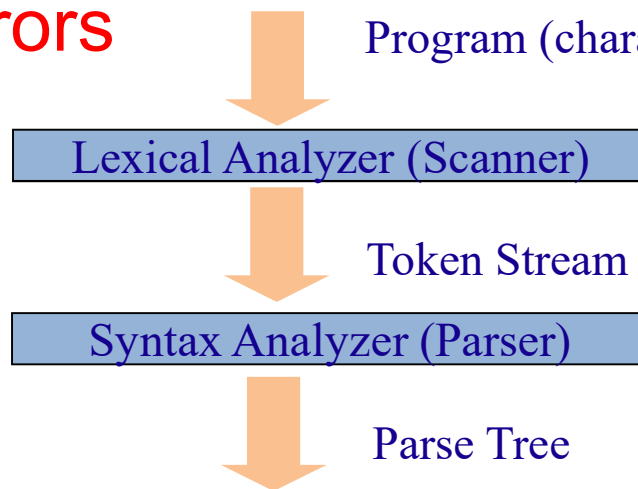 rors
Program (chara
Lexical Analyzer (Scanner)
Token Stream
Syntax Analyzer (Parser)
Parse Tree